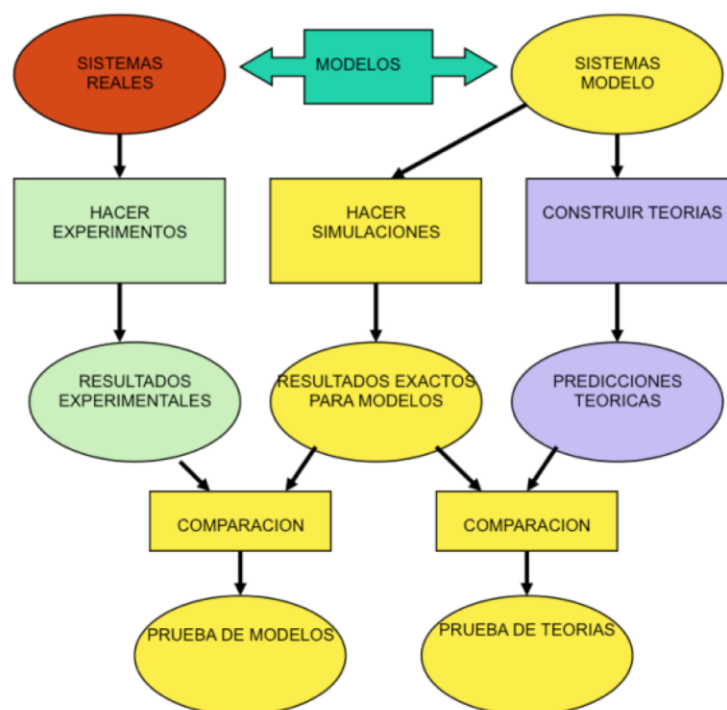 SISTEMAS
REALES
MODELOS
SISTEMAS
MODELO
HACER
EXPERIMENTOS
HACER
SIMULACIONES
CONSTRUIR TEORIAS
RESULTADOS
EXPERIMENTALES
RESULTADOS EXACTOS
PARA MODELOS
PREDICCIONES
TEORICAS
COMPARACION
COMPARACION
PRUEBA DE MODELOS
PRUEBA DE TEORIAS